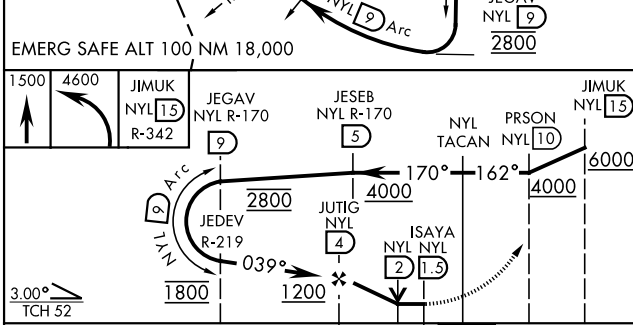 NYL 9 Arc
JEGAV
NYL 9
2800
EMERG SAFE ALT 100 NM 18,000
1500
4600
JIMUK
NYL 15
R-342
JEGAV
NYL R-170
9
JESEB
NYL R-170
5
NYL
TACAN
PRSON
NYL 10
JIMUK
NYL 15
170°
162°
6000
2800
4000
4000
NYL 9 Arc
JEDEV
R-219
039°
JUTIG
NYL
4
NYL
2
ISAYA
NYL
1.5
1800
1200
3.00°
TCH 52